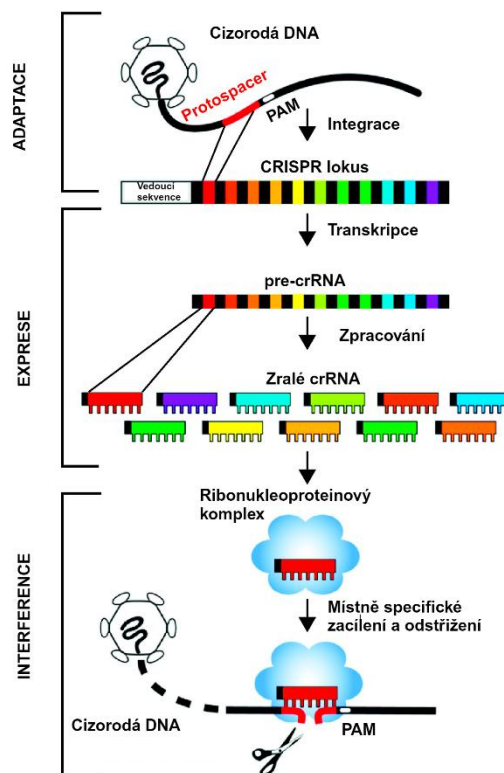 ADAPTACE
Cizorodá DNA
Protospacer
PAM
Integrace
CRISPR lokus
Vedoucí
sekvence
EXPRESE
Transkripce
pre-crRNA
Zpracování
Zralé crRNA
INTERFERENCE
Ribonukleoproteinový
komplex
Místně specifické
zacílení a odstřižení
Cizorodá DNA
PAM